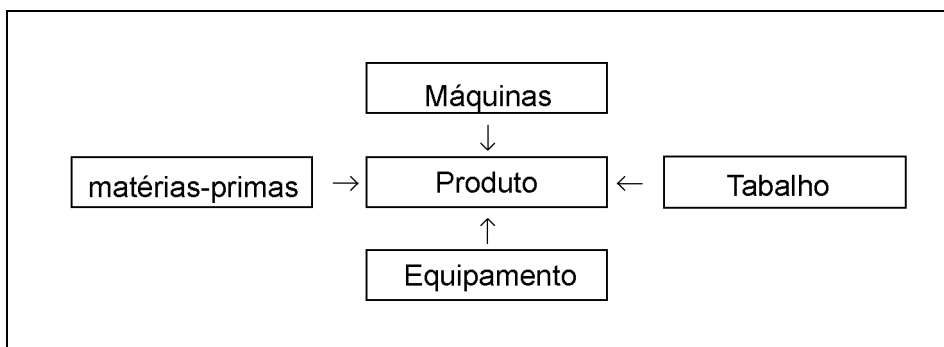 Máquinas
matérias-primas
Produto
Tabalho
Equipamento